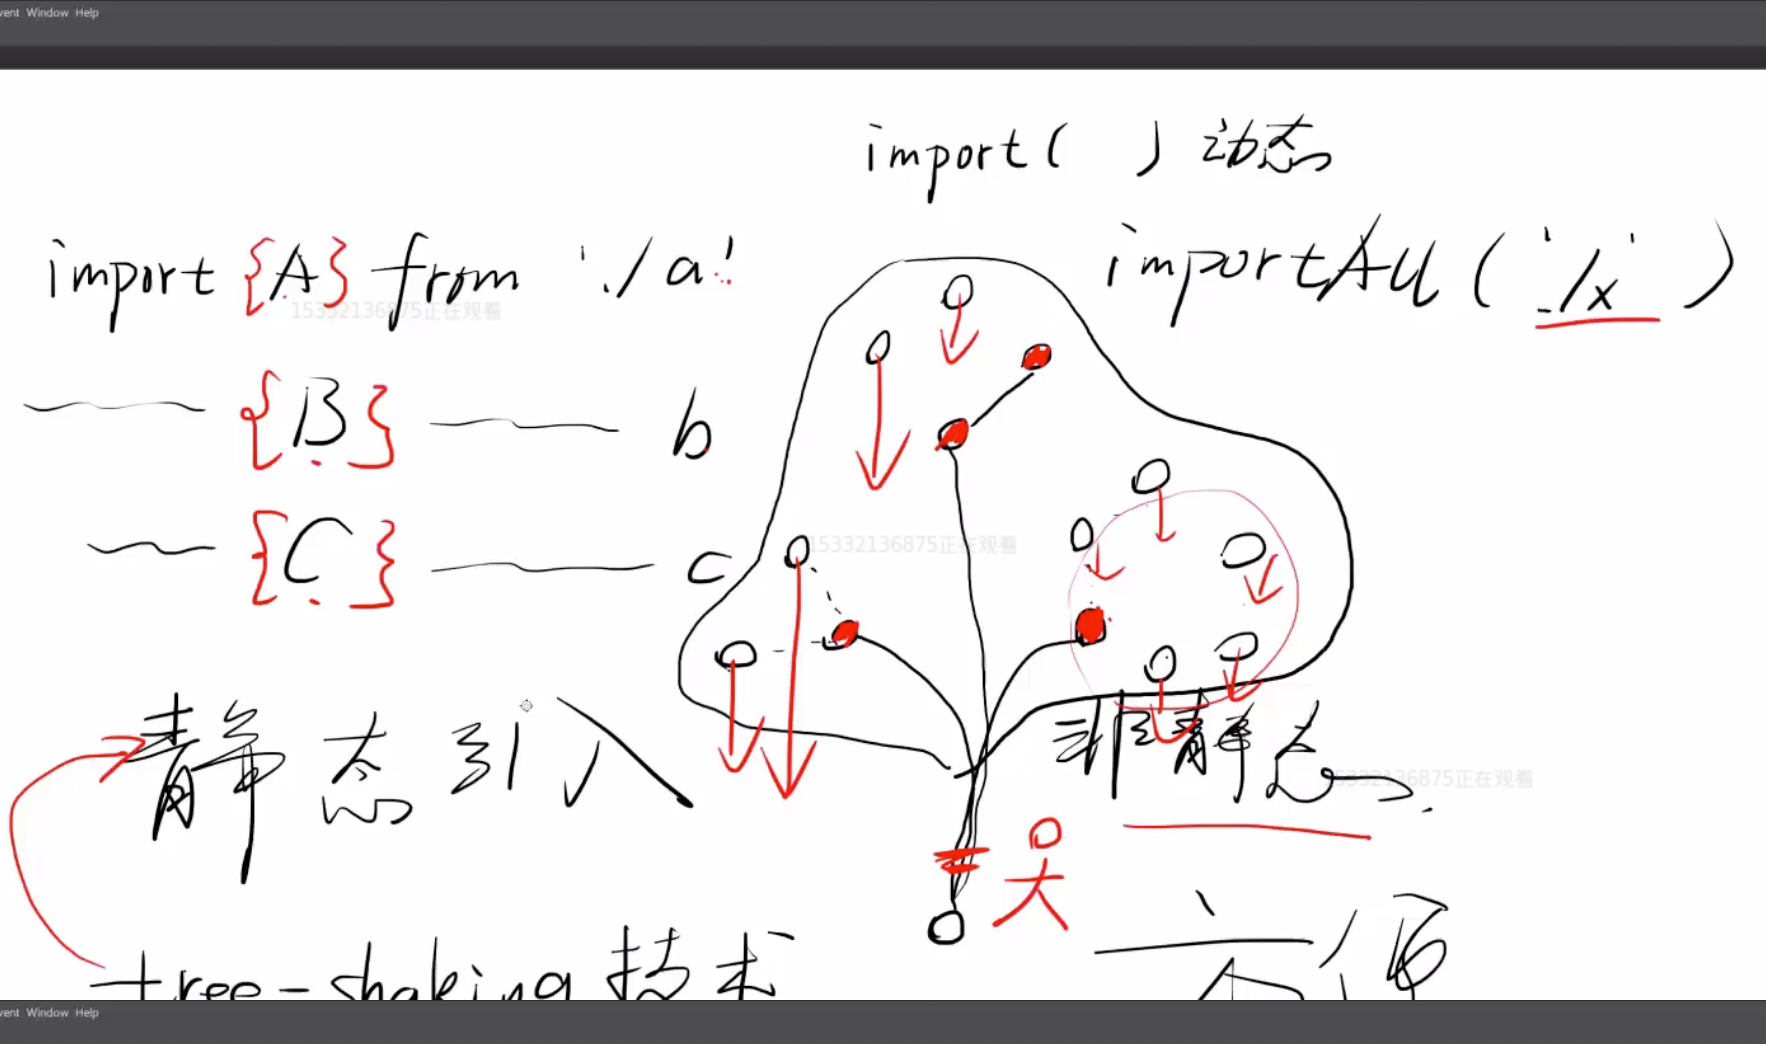 vent Window Help
import( ) 动态
import {A} from './a'
importAll('./x')
15332136875正在观看
{B} b
{C} c
15332136875正在观看
静态引入
非静态
15332136875正在观看
tree-shaking 技术
方便
vent Window Help